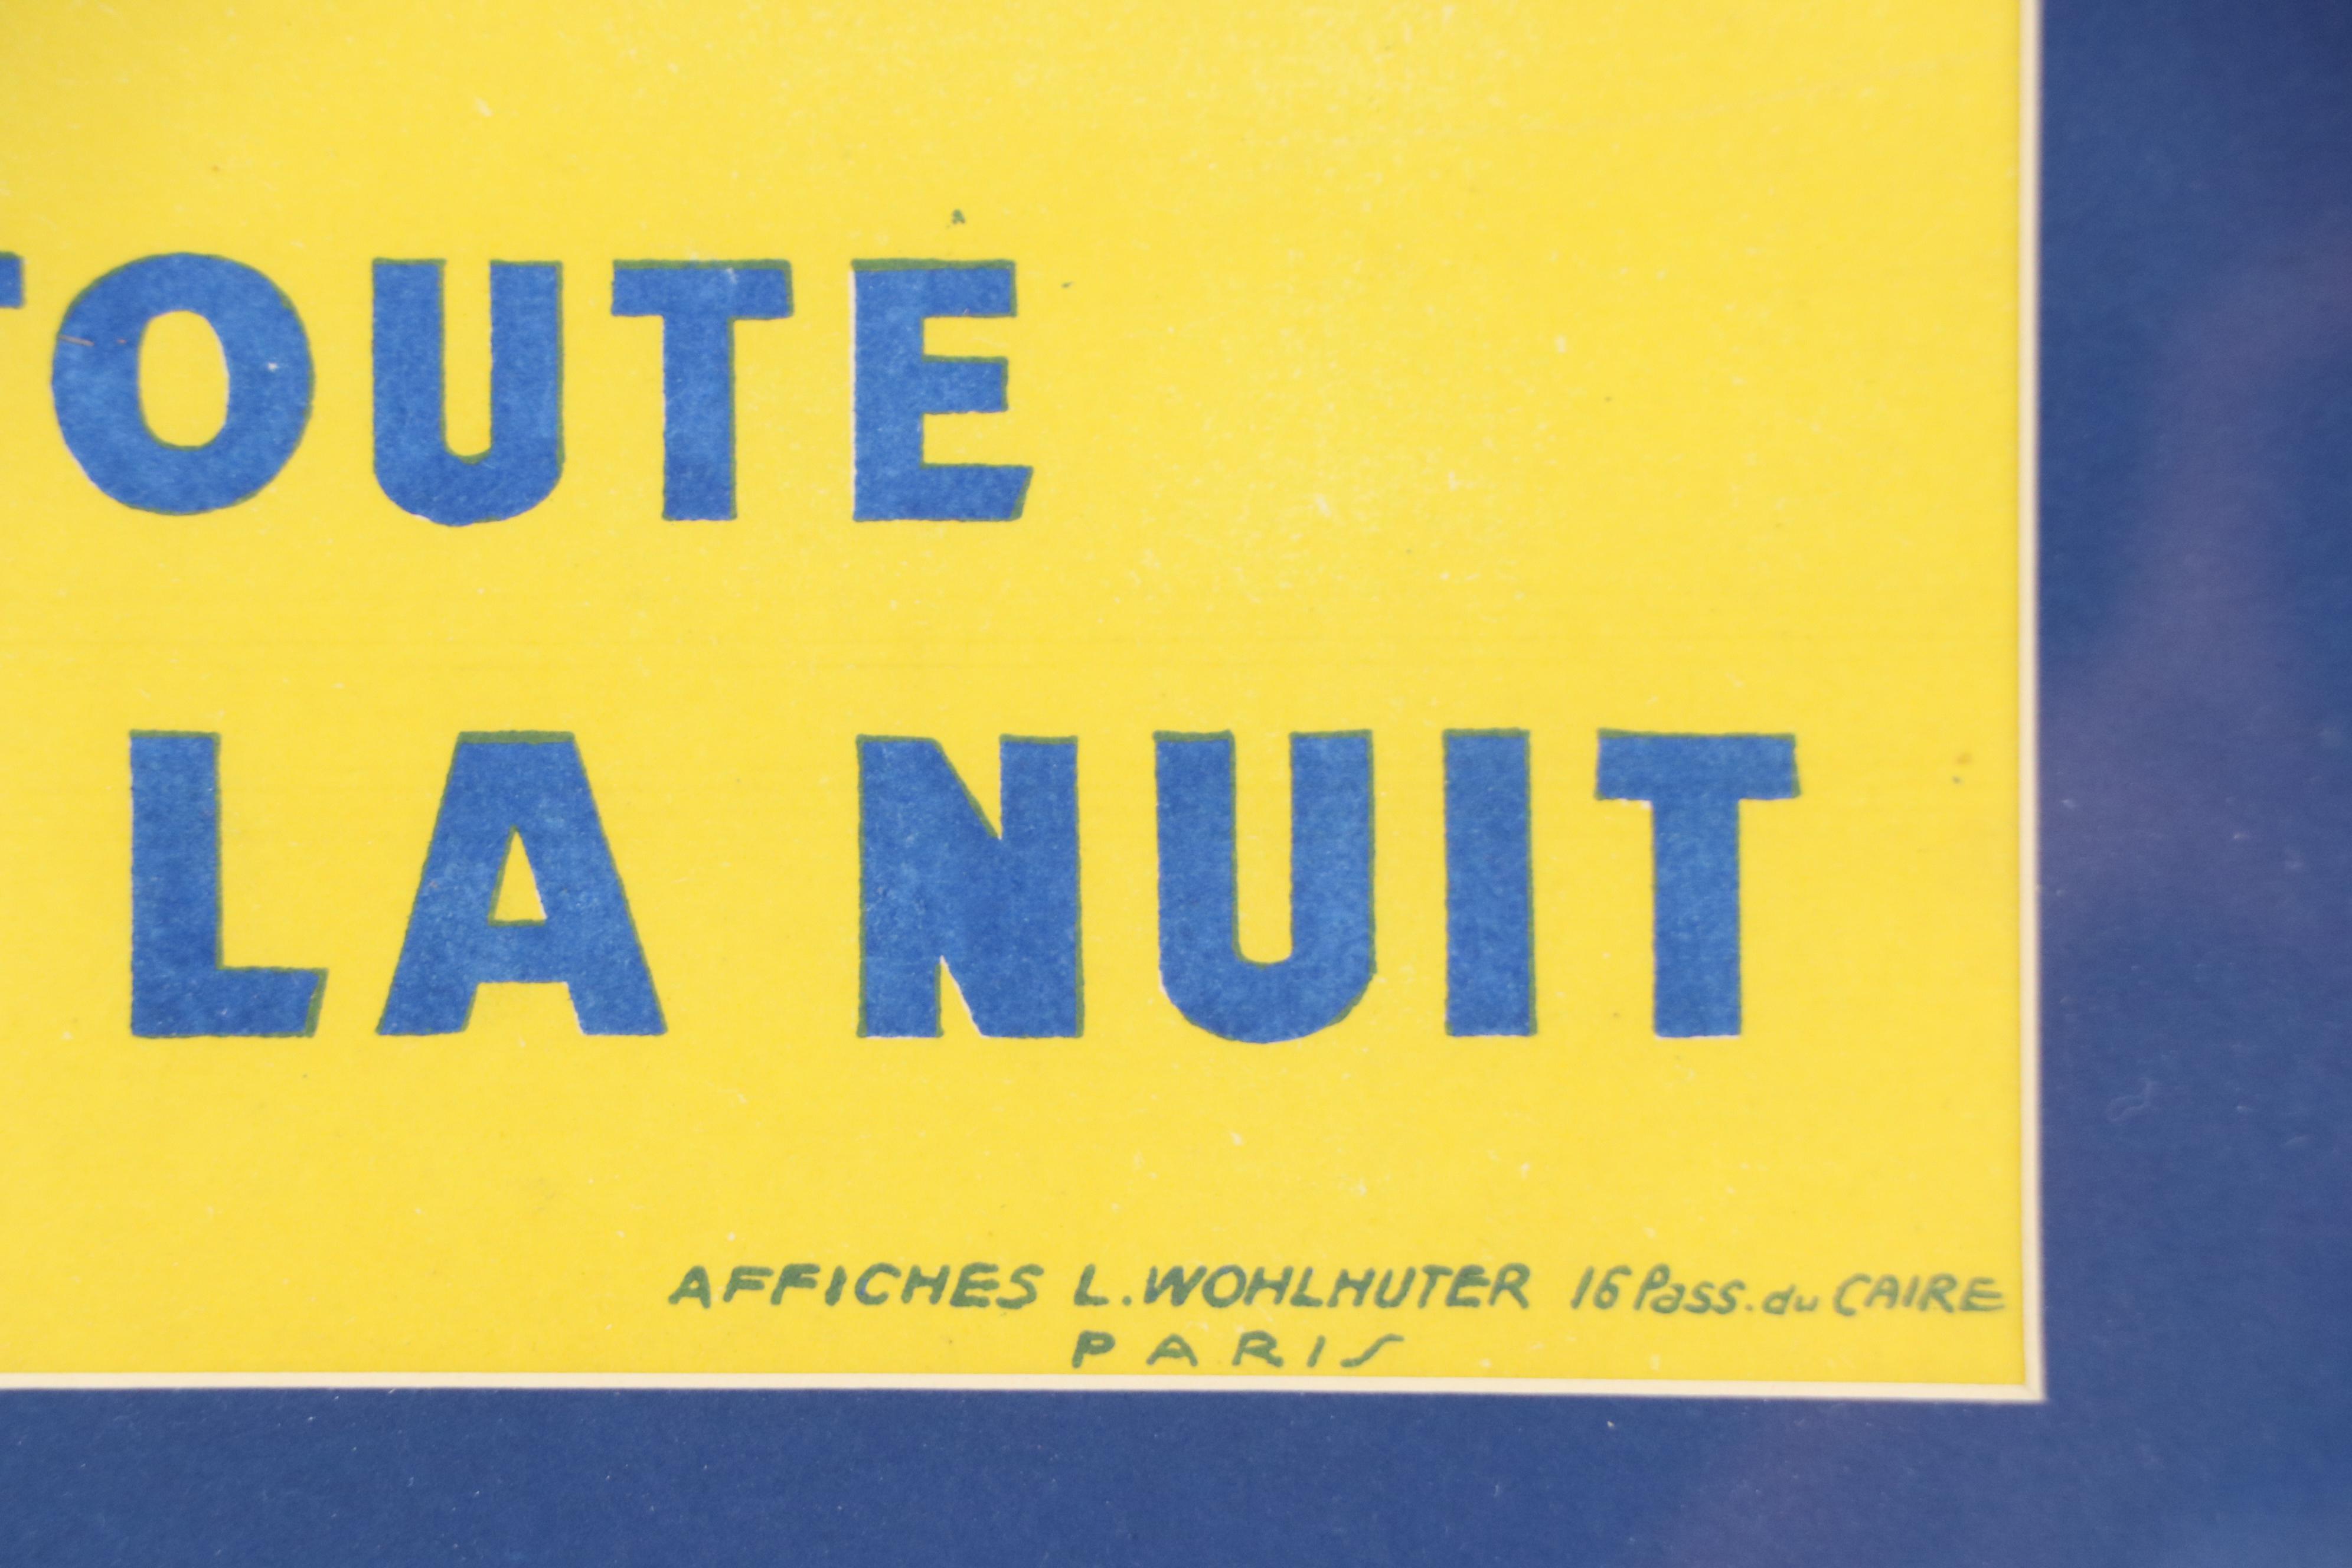 TOUTE
LA NUIT
AFFICHES L. WOHLHUTER 16 Pass. du CAIRE
PARIS